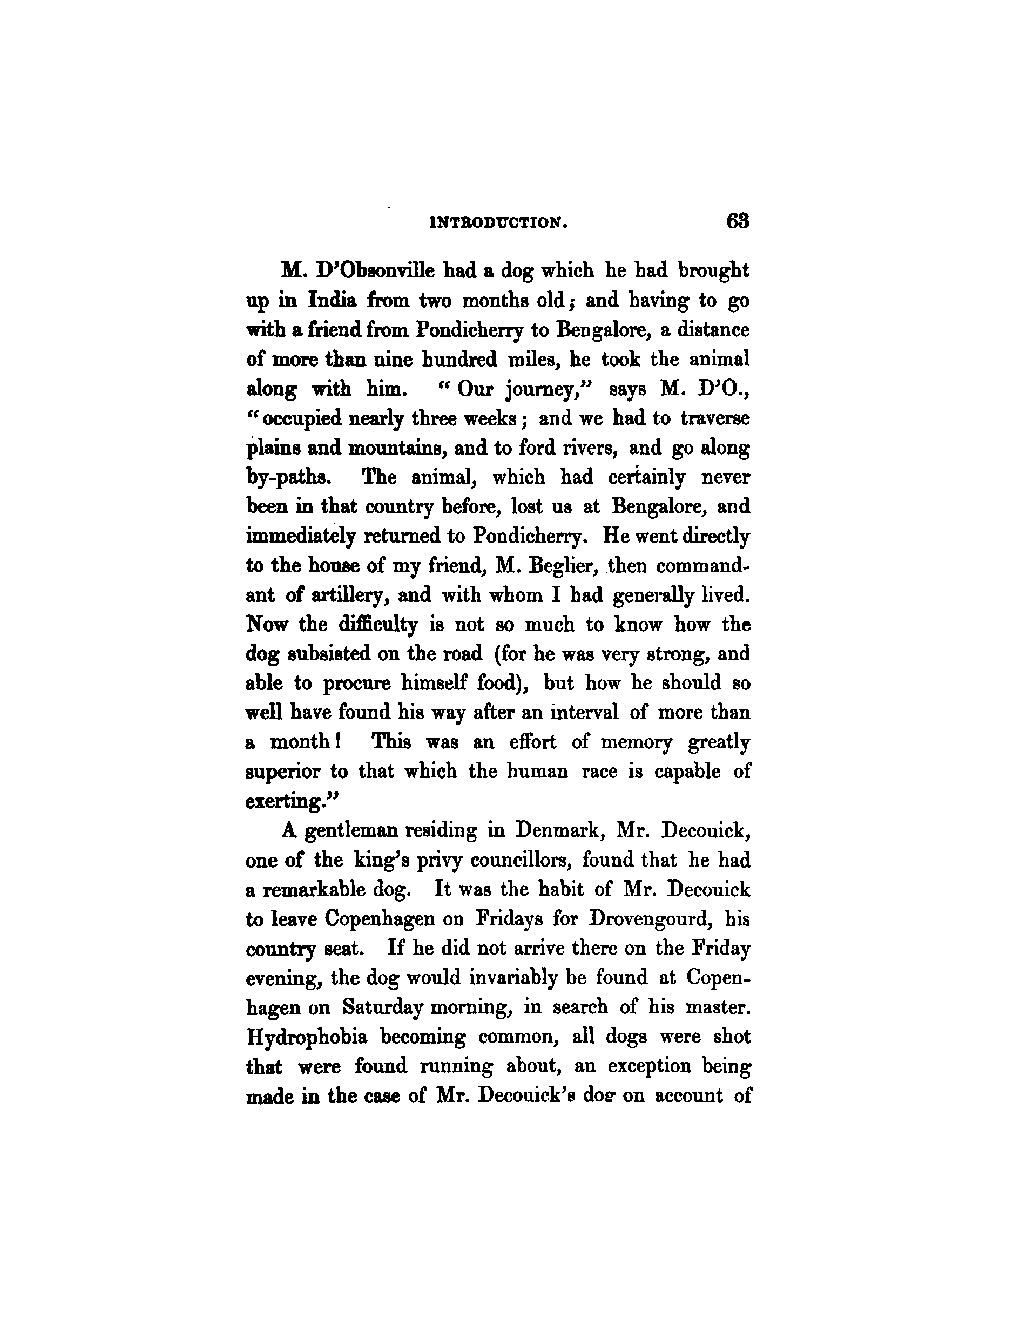 INTRODUCTION. 63
M. D'Obsonville had a dog which he had brought
up in India from two months old; and having to go
with a friend from Pondicherry to Bengalore, a distance
of more than nine hundred miles, he took the animal
along with him. "Our journey," says M. D'O.,
"occupied nearly three weeks; and we had to traverse
plains and mountains, and to ford rivers, and go along
by-paths. The animal, which had certainly never
been in that country before, lost us at Bengalore, and
immediately returned to Pondicherry. He went directly
to the house of my friend, M. Beglier, then command-
ant of artillery, and with whom I had generally lived.
Now the difficulty is not so much to know how the
dog subsisted on the road (for he was very strong, and
able to procure himself food), but how he should so
well have found his way after an interval of more than
a month! This was an effort of memory greatly
superior to that which the human race is capable of
exerting."
A gentleman residing in Denmark, Mr. Decouick,
one of the king's privy councillors, found that he had
a remarkable dog. It was the habit of Mr. Decouick
to leave Copenhagen on Fridays for Drovengourd, his
country seat. If he did not arrive there on the Friday
evening, the dog would invariably be found at Copen-
hagen on Saturday morning, in search of his master.
Hydrophobia becoming common, all dogs were shot
that were found running about, an exception being
made in the case of Mr. Decouick's dog on account of